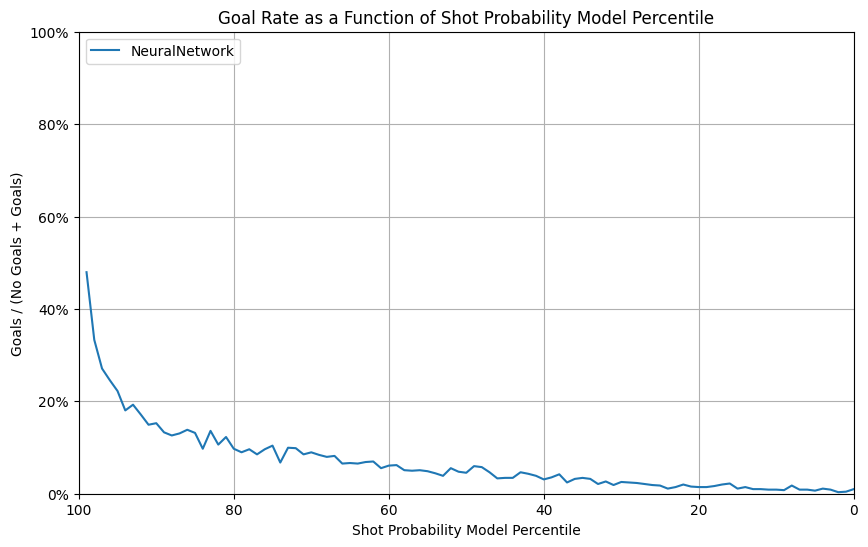 Goal Rate as a Function of Shot Probability Model Percentile
NeuralNetwork
Goals / (No Goals + Goals)
100%
80%
60%
40%
20%
0%
100 80 60 40 20 0
Shot Probability Model Percentile